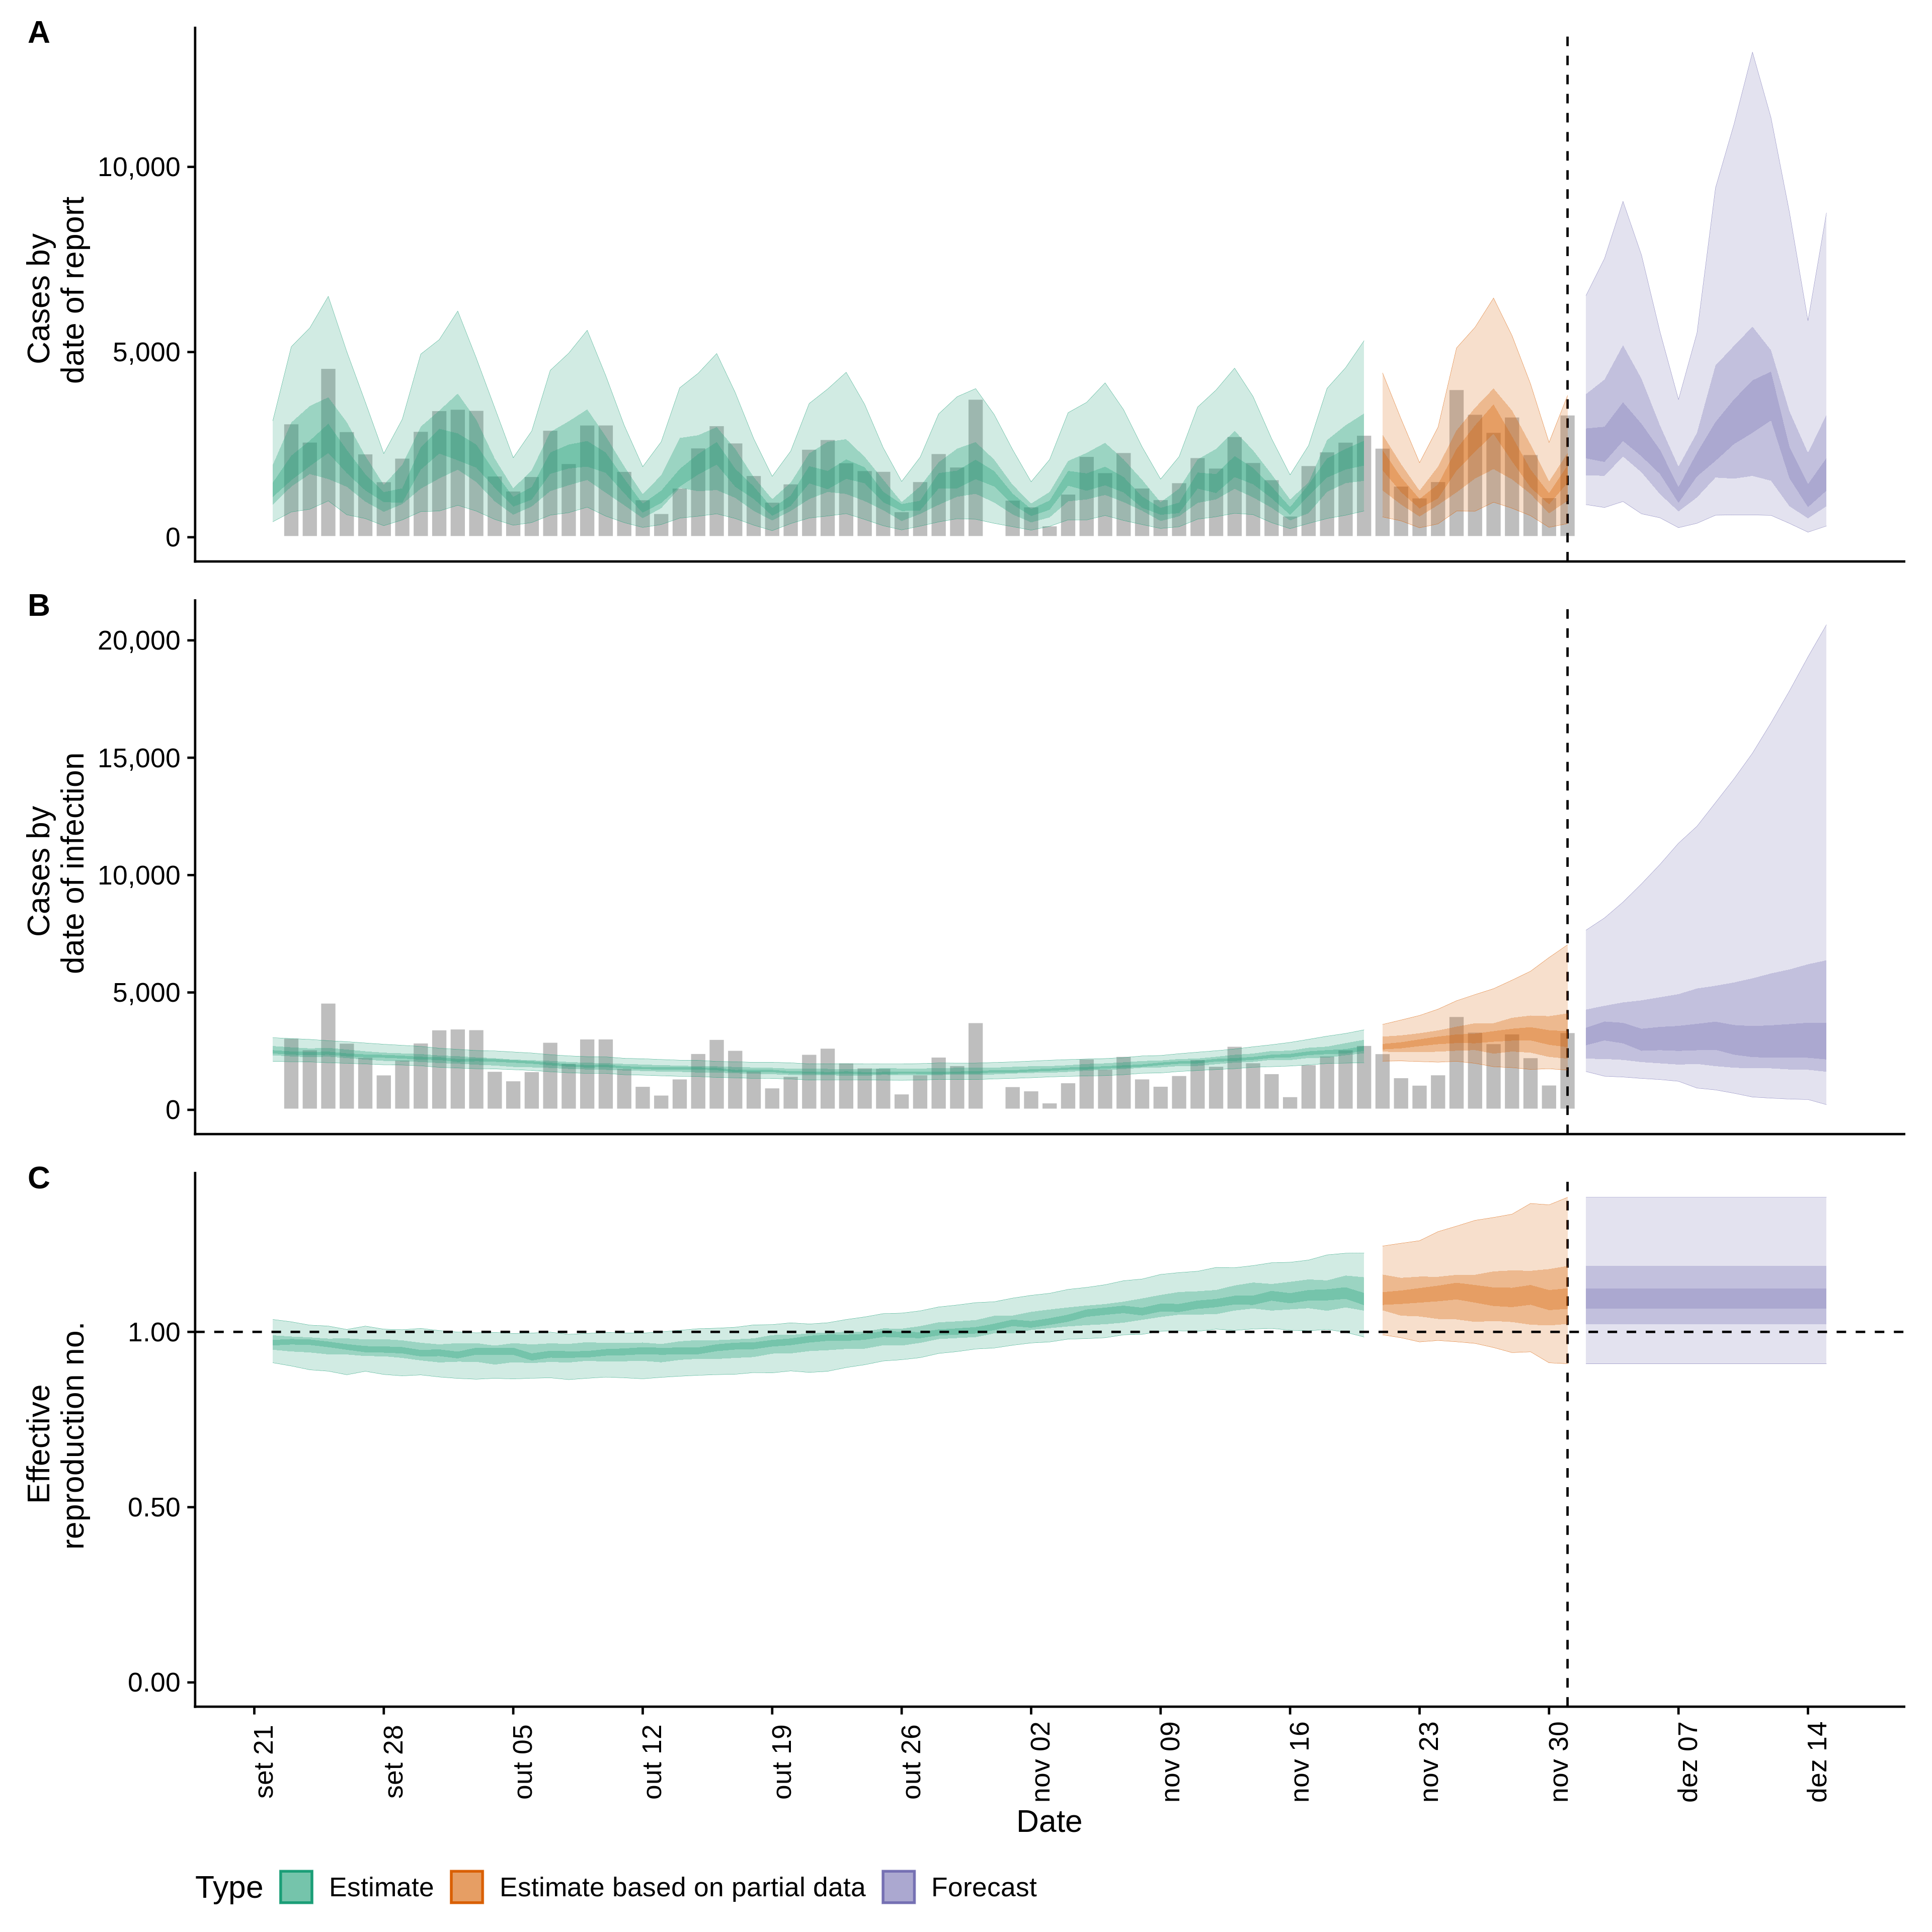 A
Cases by
date of report
10,000
5,000
0
B
Cases by
date of infection
20,000
15,000
10,000
5,000
0
C
Effective
reproduction no.
1.00
0.50
0.00
set 21
set 28
out 05
out 12
out 19
out 26
nov 02
nov 09
nov 16
nov 23
nov 30
dez 07
dez 14
Date
Type Estimate Estimate based on partial data Forecast